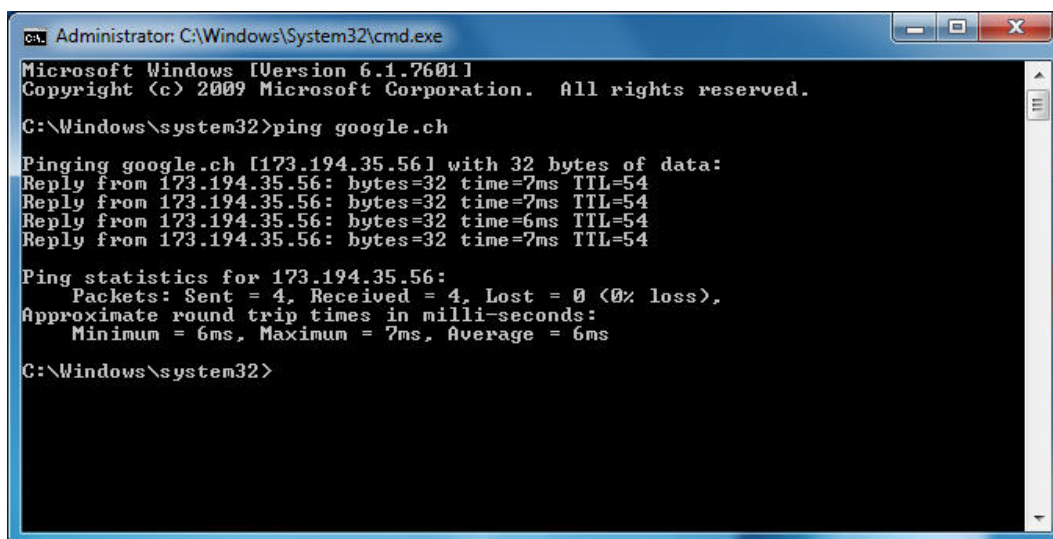 Administrator: C:\Windows\System32\cmd.exe
Microsoft Windows [Version 6.1.7601]
Copyright (c) 2009 Microsoft Corporation.  All rights reserved.
C:\Windows\system32>ping google.ch
Pinging google.ch [173.194.35.56] with 32 bytes of data:
Reply from 173.194.35.56: bytes=32 time=7ms TTL=54
Reply from 173.194.35.56: bytes=32 time=7ms TTL=54
Reply from 173.194.35.56: bytes=32 time=6ms TTL=54
Reply from 173.194.35.56: bytes=32 time=7ms TTL=54
Ping statistics for 173.194.35.56:
    Packets: Sent = 4, Received = 4, Lost = 0 (0% loss),
Approximate round trip times in milli-seconds:
    Minimum = 6ms, Maximum = 7ms, Average = 6ms
C:\Windows\system32>